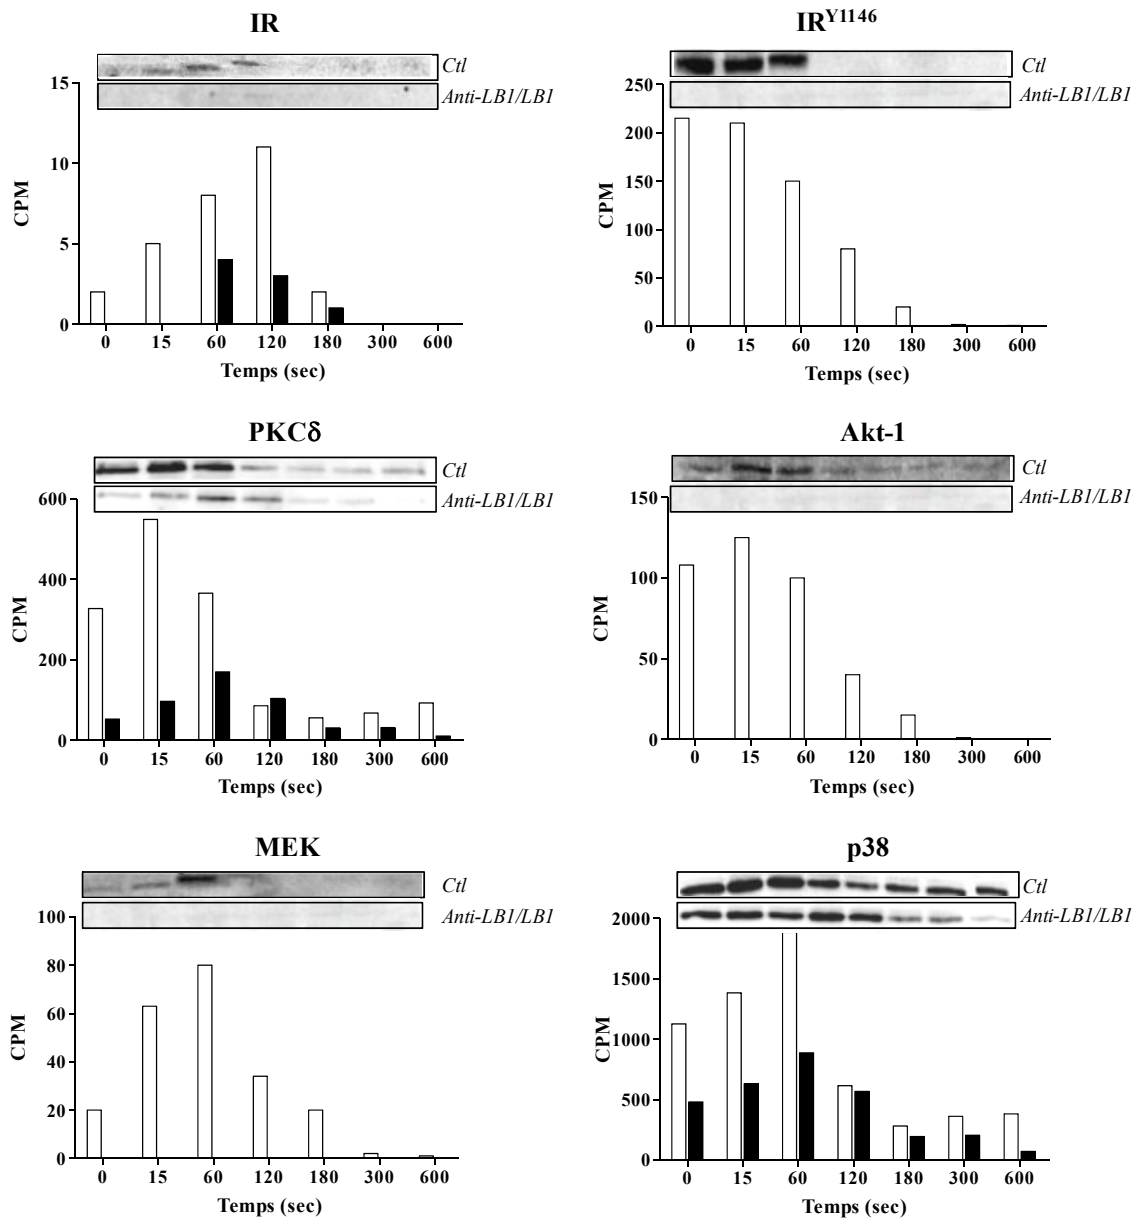 IR
Ctl
Anti-LB1/LB1
15
10
5
0
CPM
0 15 60 120 180 300 600
Temps (sec)
IR^Y1146
Ctl
Anti-LB1/LB1
250
200
150
100
50
0
CPM
0 15 60 120 180 300 600
Temps (sec)
PKCδ
Ctl
Anti-LB1/LB1
600
400
200
0
CPM
0 15 60 120 180 300 600
Temps (sec)
Akt-1
Ctl
Anti-LB1/LB1
150
100
50
0
CPM
0 15 60 120 180 300 600
Temps (sec)
MEK
Ctl
Anti-LB1/LB1
100
80
60
40
20
0
CPM
0 15 60 120 180 300 600
Temps (sec)
p38
Ctl
Anti-LB1/LB1
2000
1500
1000
500
0
CPM
0 15 60 120 180 300 600
Temps (sec)